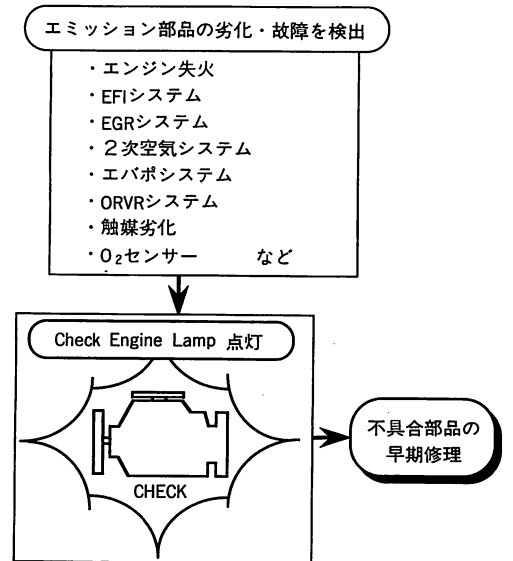 エミッション部品の劣化・故障を検出
・エンジン失火
・EFIシステム
・EGRシステム
・2次空気システム
・エバポシステム
・ORVRシステム
・触媒劣化
・O₂センサー など
Check Engine Lamp 点灯
CHECK
不具合部品の
早期修理